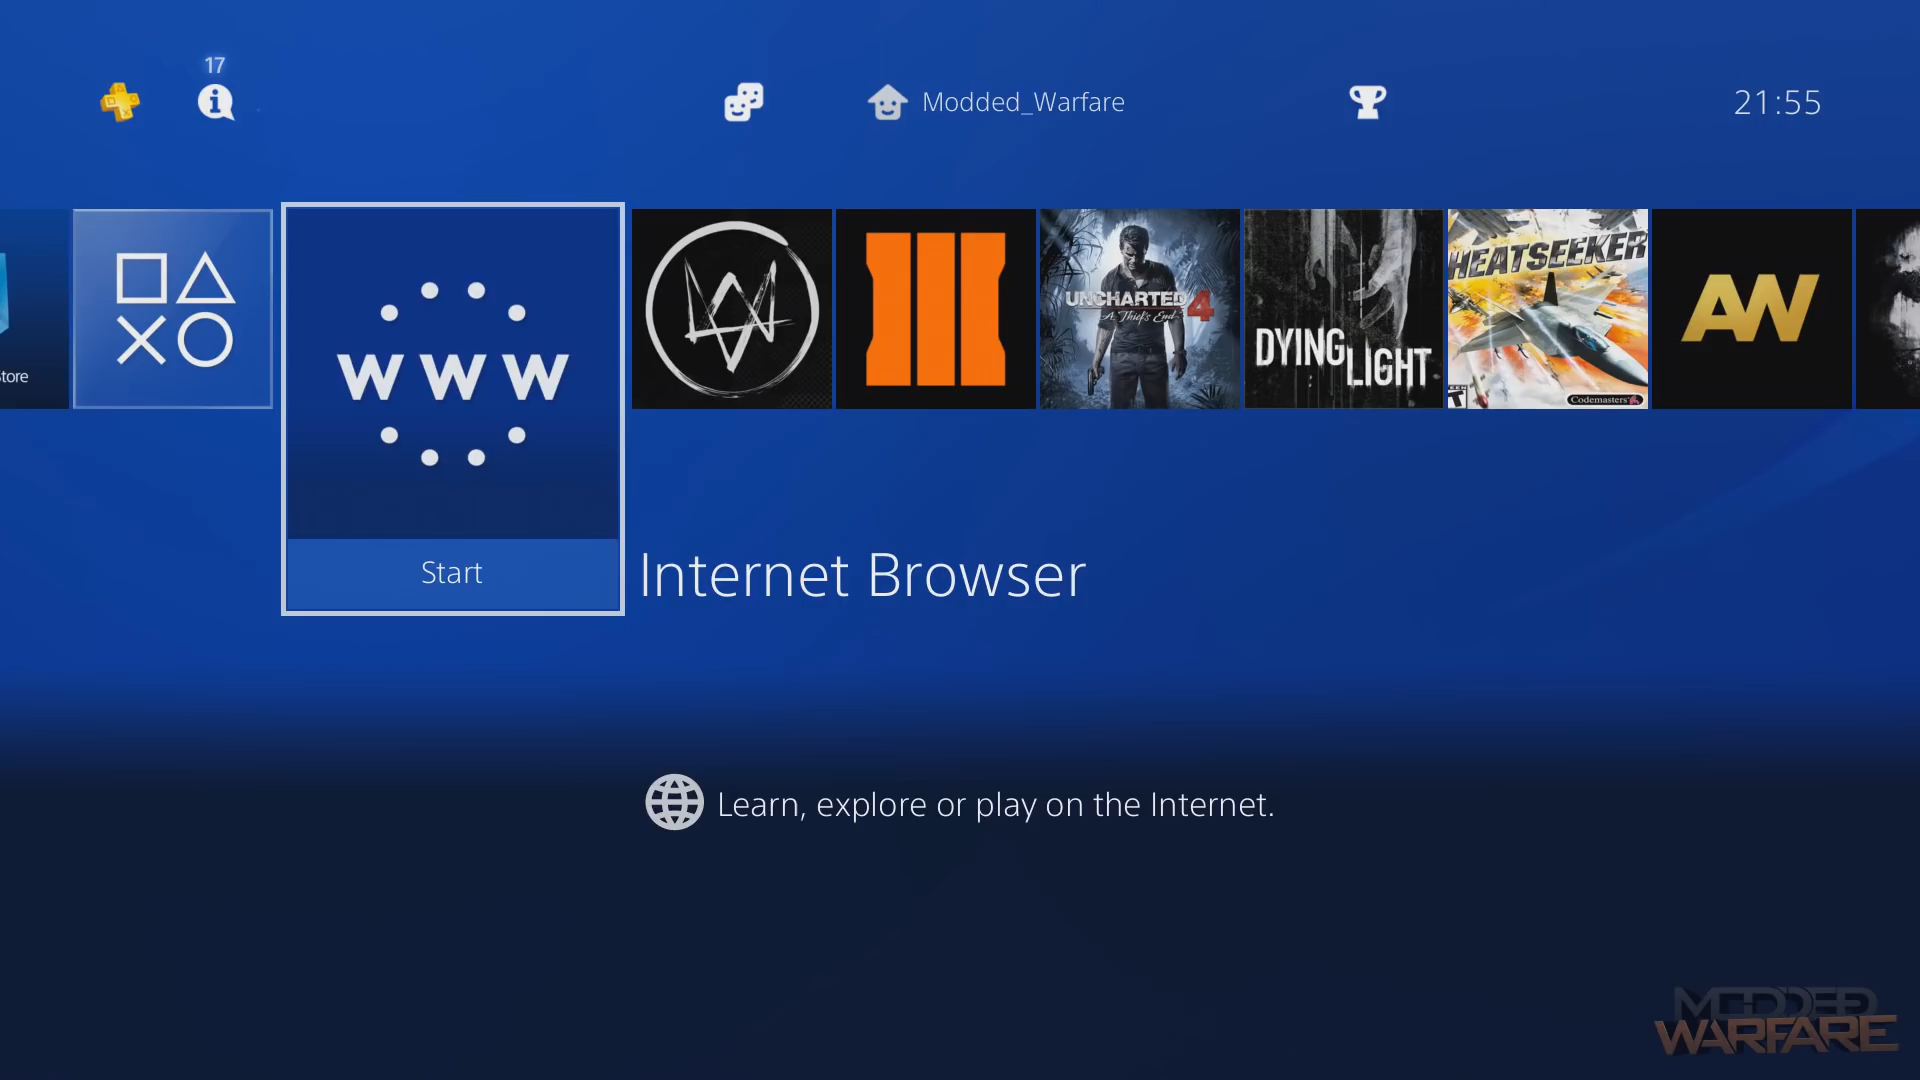 17
Modded_Warfare
21:55
Store
WWW
UNCHARTED 4
A Thief's End
DYING
LIGHT
HEATSEEKER
T
Codemasters
AW
Start
Internet Browser
Learn, explore or play on the Internet.
MODDED
WARFARE